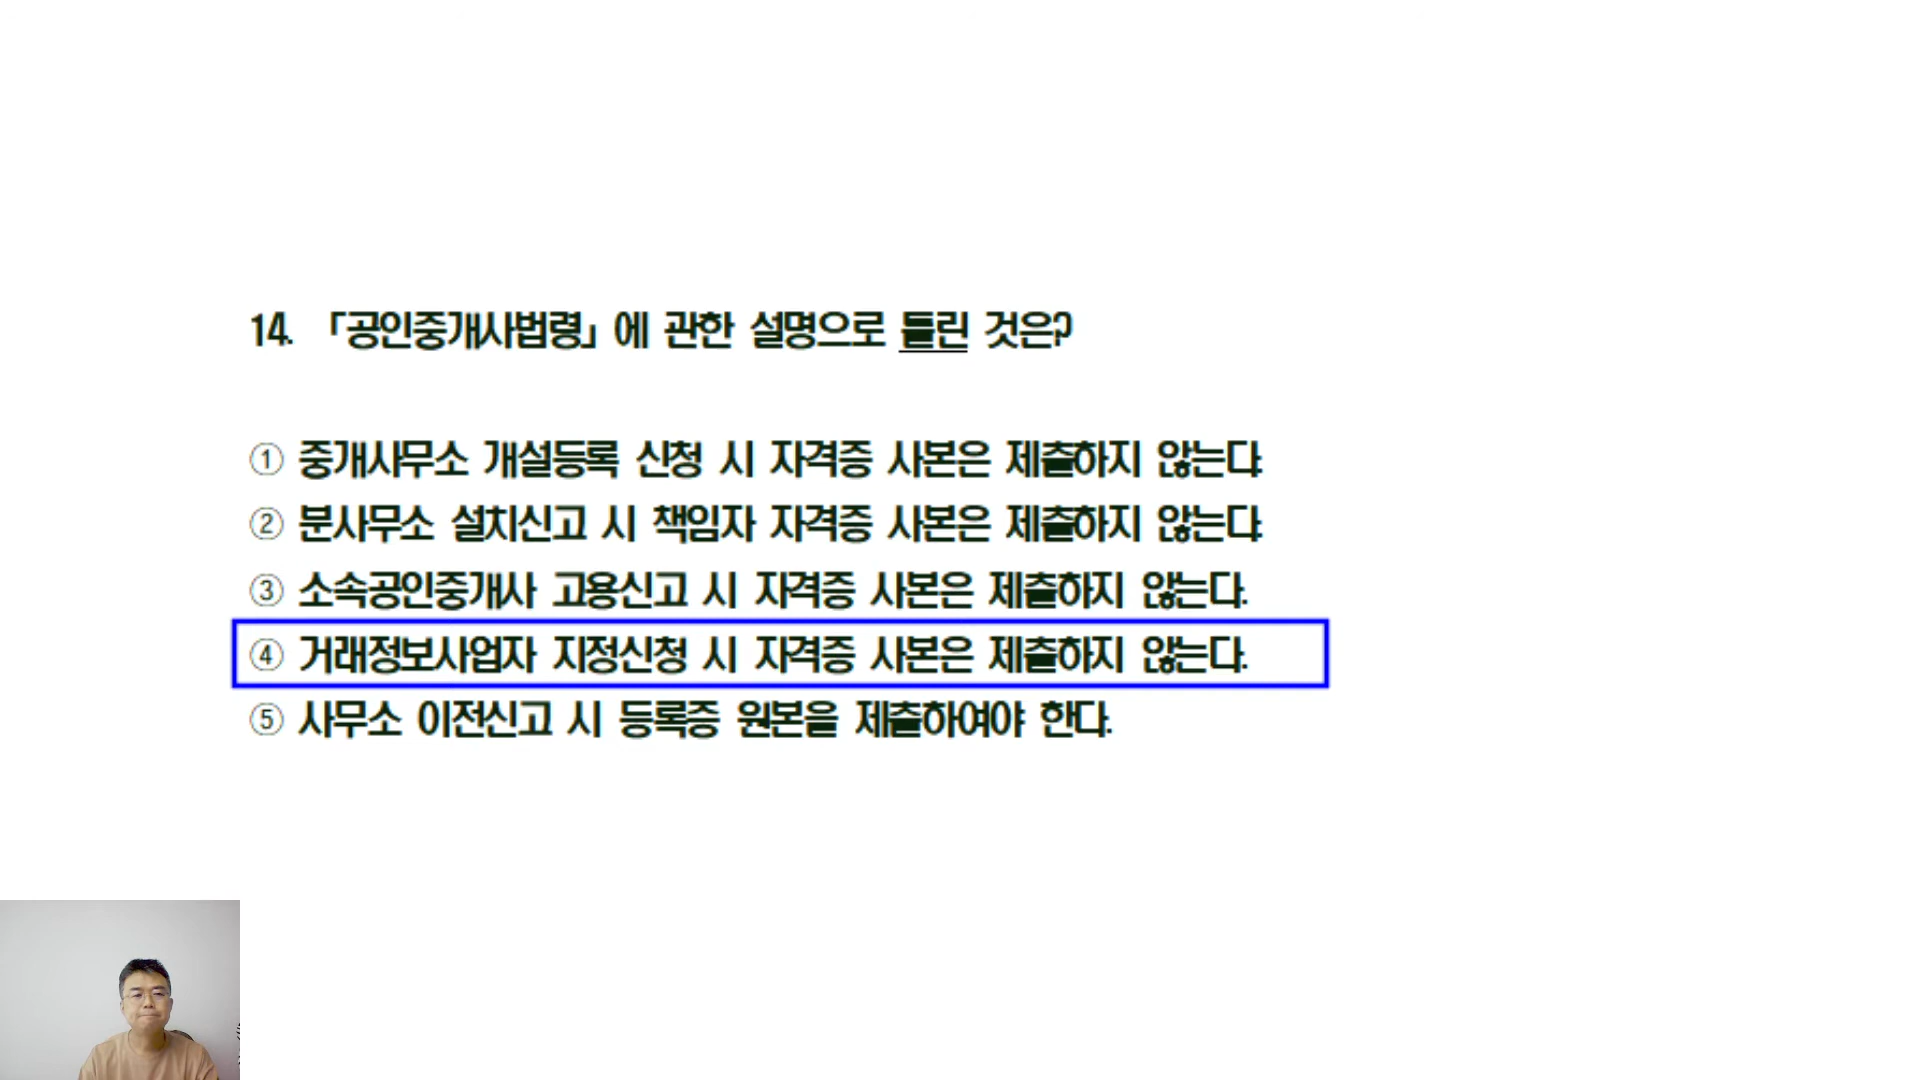 14. 「공인중개사법령」에 관한 설명으로 틀린 것은?
① 중개사무소 개설등록 신청 시 자격증 사본은 제출하지 않는다.
② 분사무소 설치신고 시 책임자 자격증 사본은 제출하지 않는다.
③ 소속공인중개사 고용신고 시 자격증 사본은 제출하지 않는다.
④ 거래정보사업자 지정신청 시 자격증 사본은 제출하지 않는다.
⑤ 사무소 이전신고 시 등록증 원본을 제출하여야 한다.